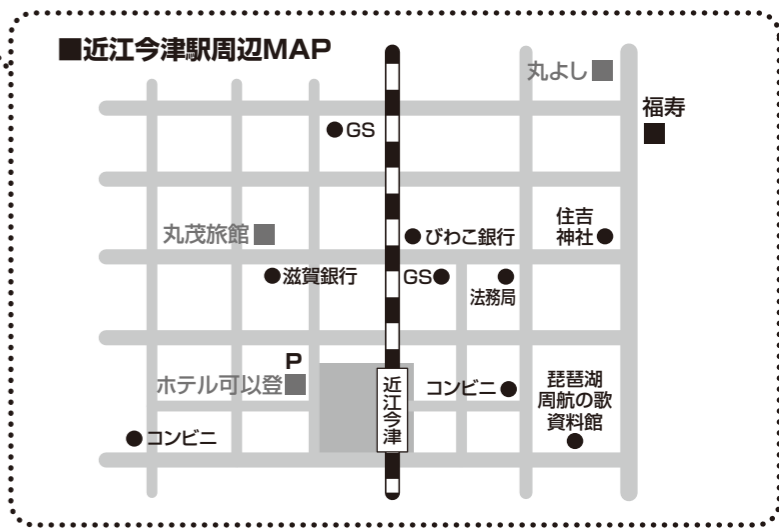 ■近江今津駅周辺MAP
丸よし
福寿
GS
丸茂旅館
びわこ銀行
住吉
神社
滋賀銀行
GS
法務局
P
ホテル可以登
近江今津
コンビニ
琵琶湖
周航の歌
資料館
コンビニ